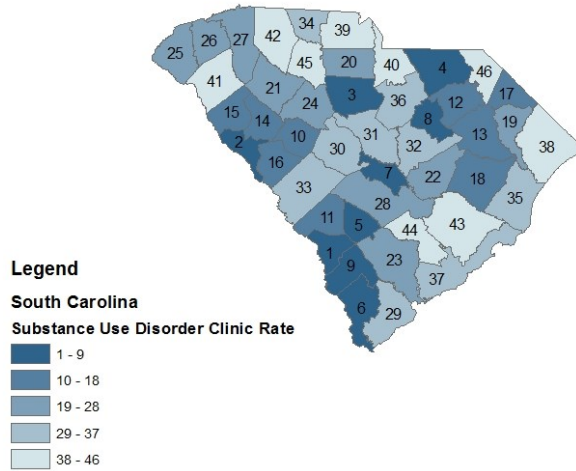 34 39
42
26 27
25 45 20 40 4 46
41 21 3 36 12 17
15 24 8
14 19
2 10 31 13 38
16 30 32
7 22 18
33 28 35
11 5 44 43
1 9 23
37
6 29
Legend
South Carolina
Substance Use Disorder Clinic Rate
1 - 9
10 - 18
19 - 28
29 - 37
38 - 46